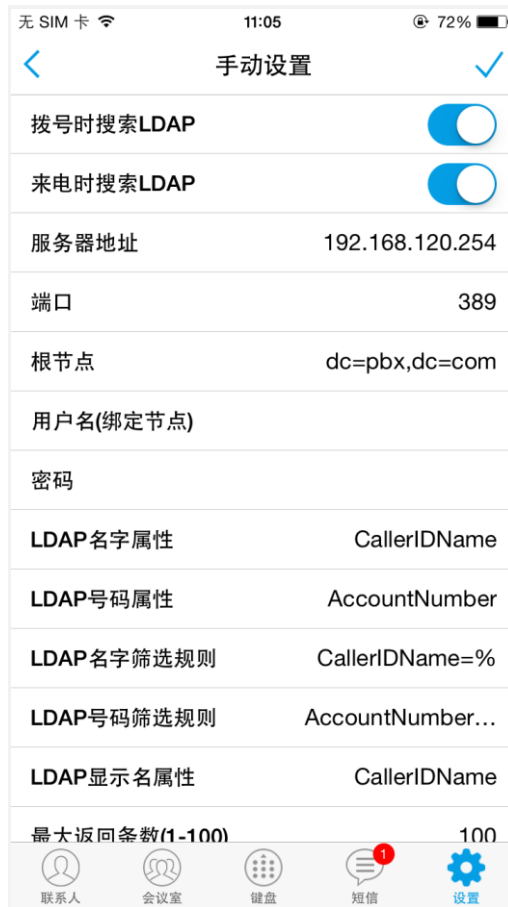 无 SIM 卡 11:05 72%
手动设置
拨号时搜索LDAP
来电时搜索LDAP
服务器地址 192.168.120.254
端口 389
根节点 dc=pbx,dc=com
用户名(绑定节点)
密码
LDAP名字属性 CallerIDName
LDAP号码属性 AccountNumber
LDAP名字筛选规则 CallerIDName=%
LDAP号码筛选规则 AccountNumber...
LDAP显示名属性 CallerIDName
最大返回条数(1-100) 100
1
联系人 会议室 键盘 短信 设置